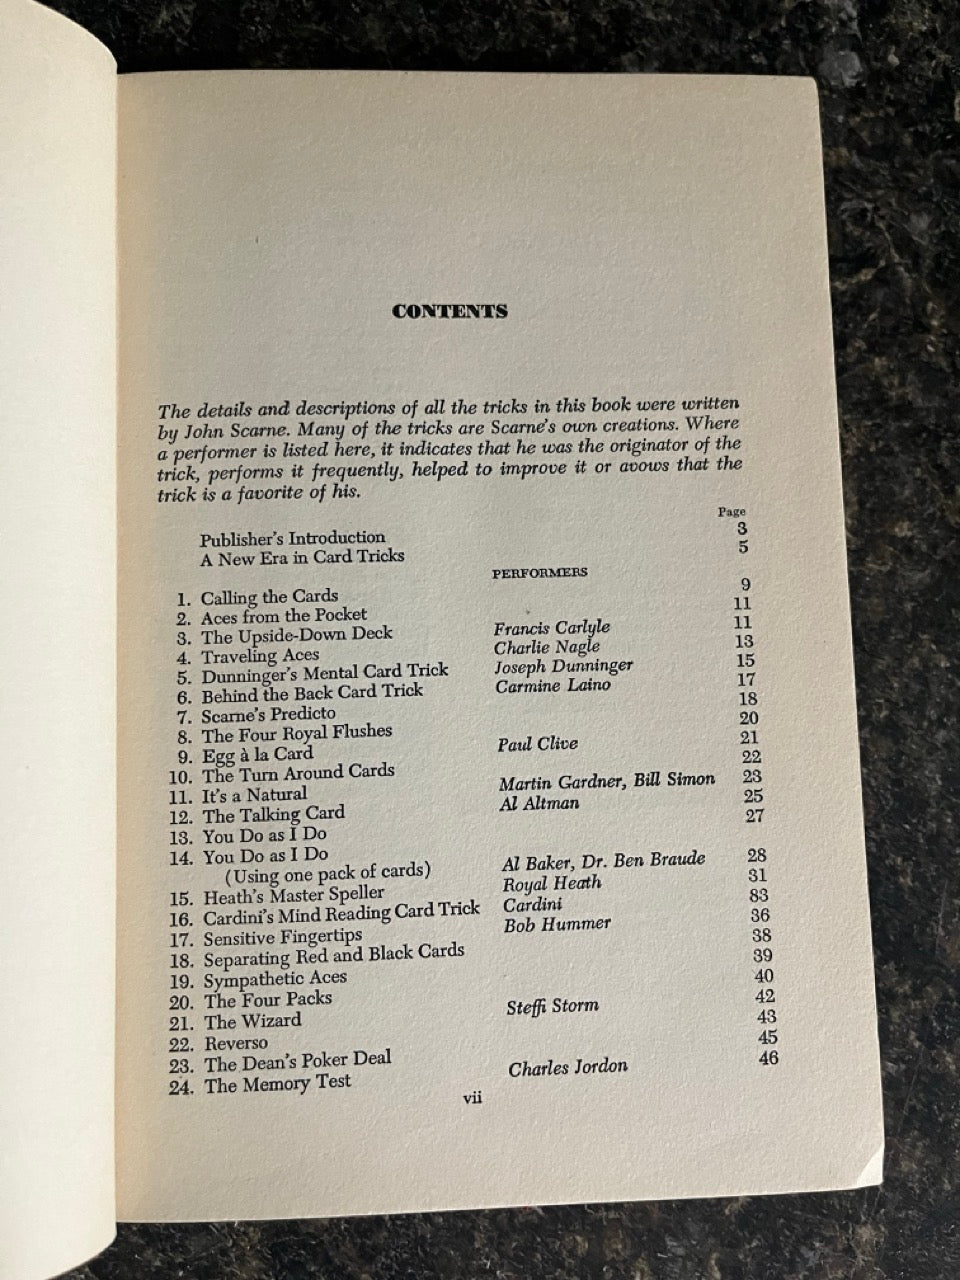 CONTENTS
The details and descriptions of all the tricks in this book were written
by John Scarne. Many of the tricks are Scarne's own creations. Where
a performer is listed here, it indicates that he was the originator of the
trick, performs it frequently, helped to improve it or avows that the
trick is a favorite of his.
Page
Publisher's Introduction 3
A New Era in Card Tricks 5
PERFORMERS
1. Calling the Cards 9
2. Aces from the Pocket 11
3. The Upside-Down Deck Francis Carlyle 11
4. Traveling Aces Charlie Nagle 13
5. Dunninger's Mental Card Trick Joseph Dunninger 15
6. Behind the Back Card Trick Carmine Laino 17
7. Scarne's Predicto 18
8. The Four Royal Flushes 20
9. Egg à la Card Paul Clive 21
10. The Turn Around Cards 22
11. It's a Natural Martin Gardner, Bill Simon 23
12. The Talking Card Al Altman 25
13. You Do as I Do 27
14. You Do as I Do
(Using one pack of cards) Al Baker, Dr. Ben Braude 28
15. Heath's Master Speller Royal Heath 31
16. Cardini's Mind Reading Card Trick Cardini 33
17. Sensitive Fingertips Bob Hummer 36
18. Separating Red and Black Cards 38
19. Sympathetic Aces 39
20. The Four Packs 40
21. The Wizard Steffi Storm 42
22. Reverso 43
23. The Dean's Poker Deal 45
24. The Memory Test Charles Jordon 46
vii